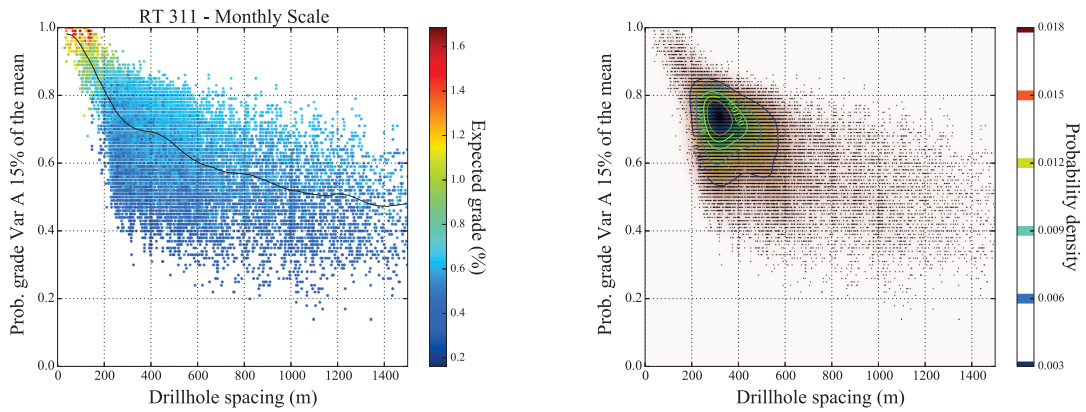 RT 311 - Monthly Scale
Prob. grade Var A 15% of the mean
1.0
0.8
0.6
0.4
0.2
0.0
0 200 400 600 800 1000 1200 1400
Drillhole spacing (m)
1.6
1.4
1.2
1.0
0.8
0.6
0.4
0.2
Expected grade (%)
Prob. grade Var A 15% of the mean
1.0
0.8
0.6
0.4
0.2
0.0
0 200 400 600 800 1000 1200 1400
Drillhole spacing (m)
0.018
0.015
0.012
0.009
0.006
0.003
Probability density